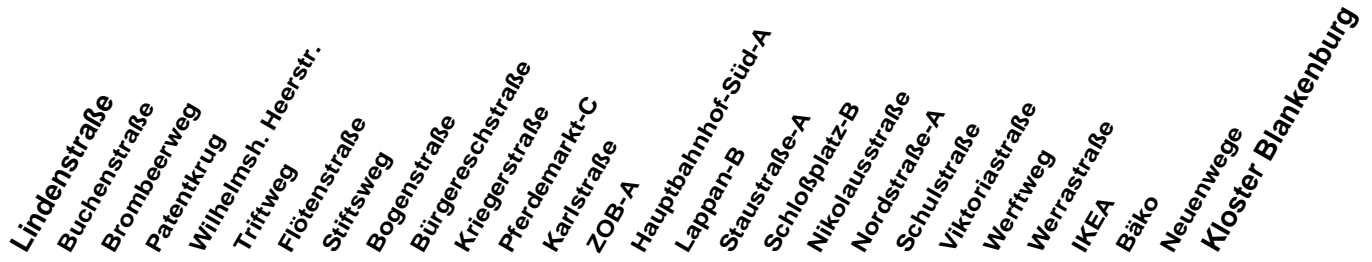 Lindenstraße
Buchenstraße
Brombeerweg
Patentkrug
Wilhelmsh. Heerstr.
Triftweg
Flötenstraße
Stiftsweg
Bogenstraße
Bürgereschstraße
Kriegerstraße
Pferdemarkt-C
Karlstraße
ZOB-A
Hauptbahnhof-Süd-A
Lappan-B
Staustraße-A
Schloßplatz-B
Nikolausstraße
Nordstraße-A
Schulstraße
Viktoriastraße
Werftweg
Werrastraße
IKEA
Bäko
Neuenwege
Kloster Blankenburg